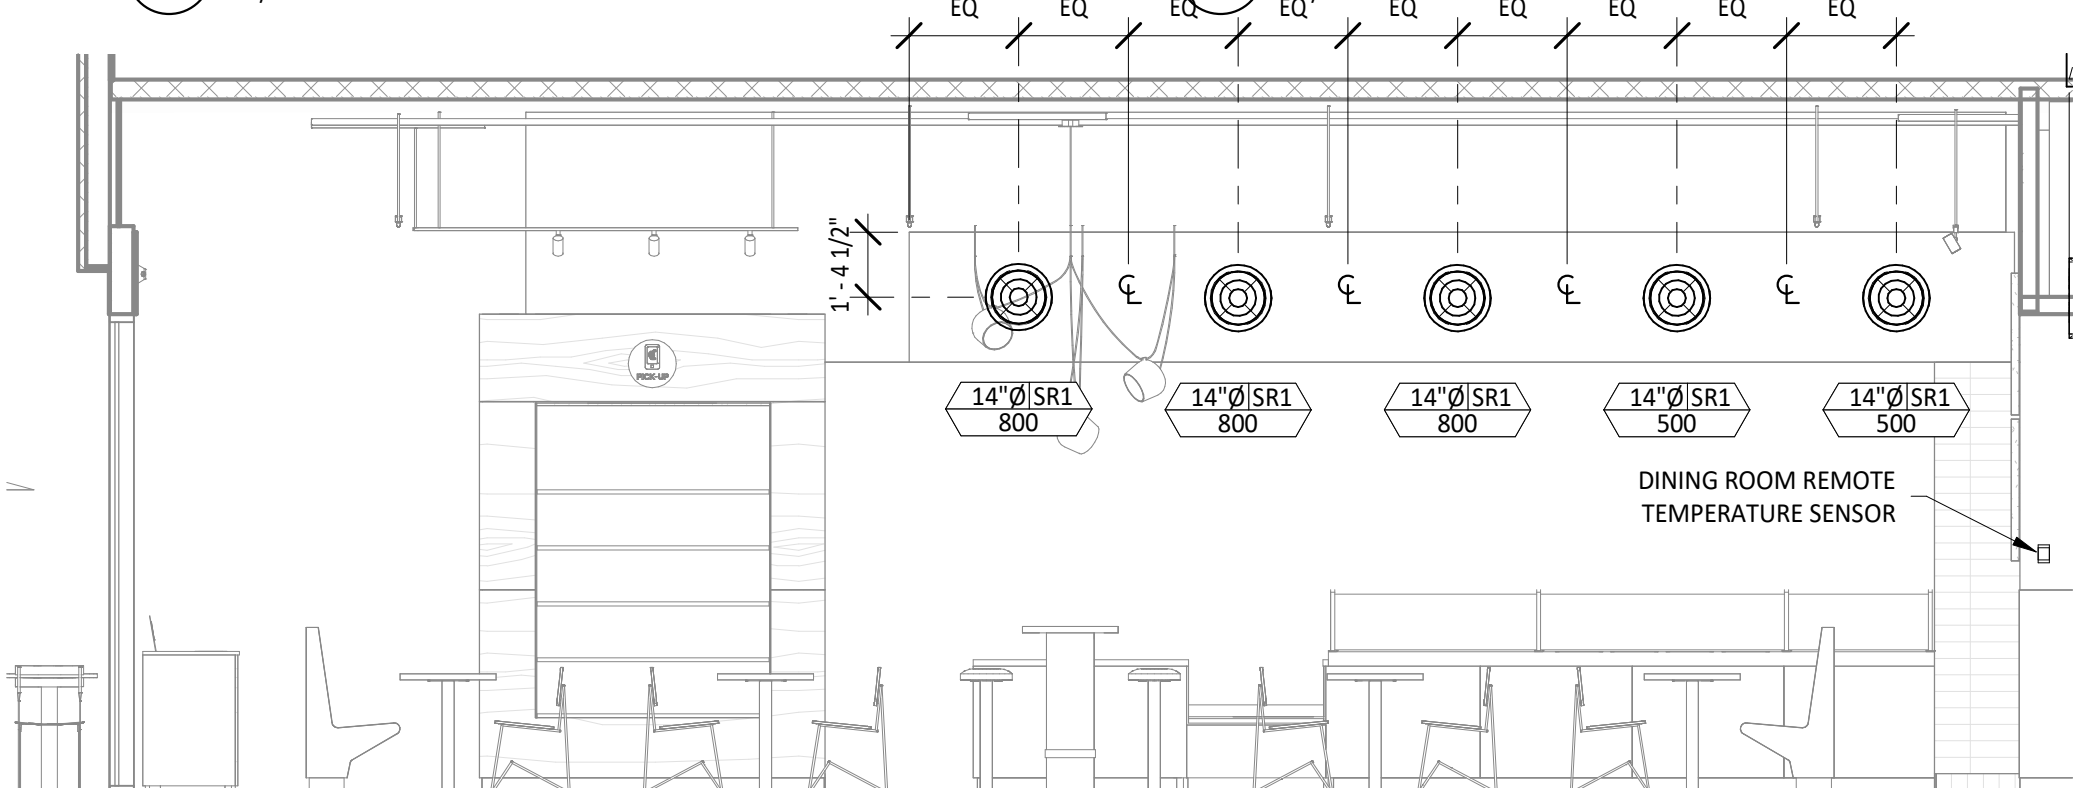 EQ EQ EQ EQ EQ EQ EQ EQ EQ
1' - 4 1/2"
℄ ℄ ℄ ℄
PICK-UP
14"Ø SR1
800
14"Ø SR1
800
14"Ø SR1
800
14"Ø SR1
500
14"Ø SR1
500
DINING ROOM REMOTE
TEMPERATURE SENSOR